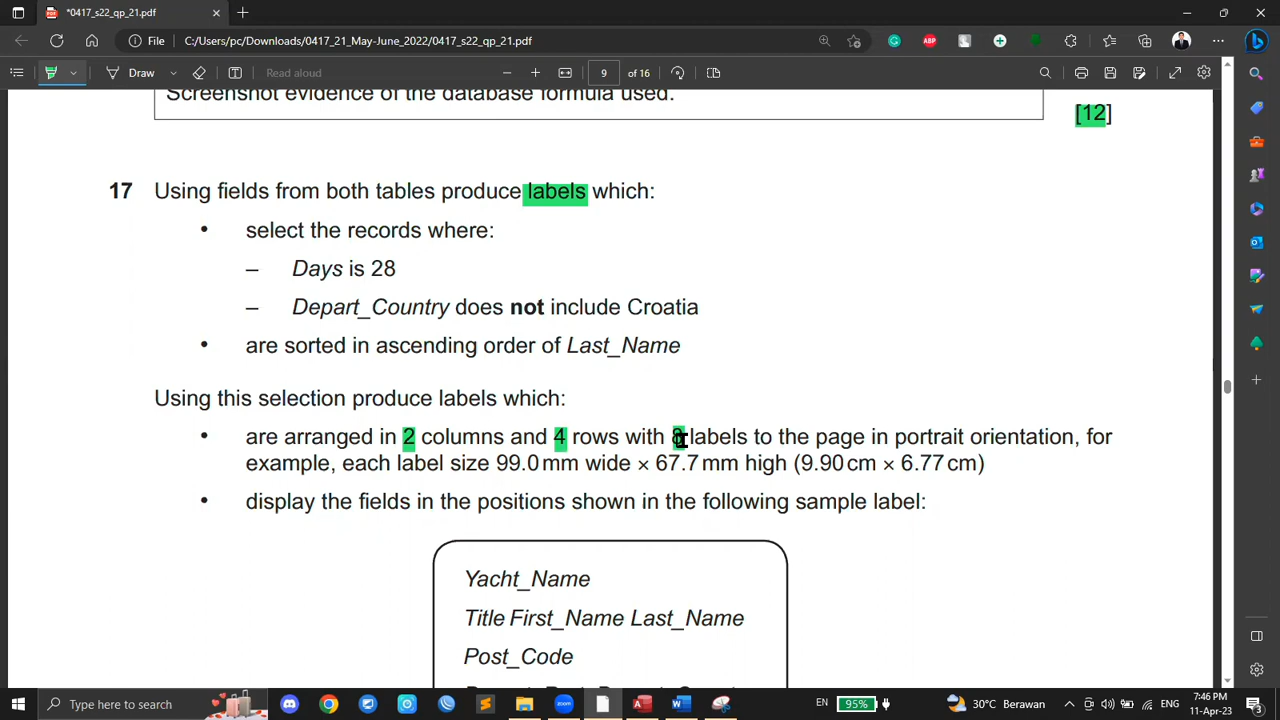 *0417_s22_qp_21.pdf
File
C:/Users/pc/Downloads/0417_21_May-June_2022/0417_s22_qp_21.pdf
ABP
Draw
Read aloud
9
of 16
Screenshot evidence of the database formula used.
[12]
17 Using fields from both tables produce labels which:
• select the records where:
– Days is 28
– Depart_Country does not include Croatia
• are sorted in ascending order of Last_Name
Using this selection produce labels which:
• are arranged in 2 columns and 4 rows with 8 labels to the page in portrait orientation, for
example, each label size 99.0 mm wide × 67.7 mm high (9.90 cm × 6.77 cm)
• display the fields in the positions shown in the following sample label:
Yacht_Name
Title First_Name Last_Name
Post_Code
Type here to search
EN
95%
30°C Berawan
ENG
7:46 PM
11-Apr-23
3